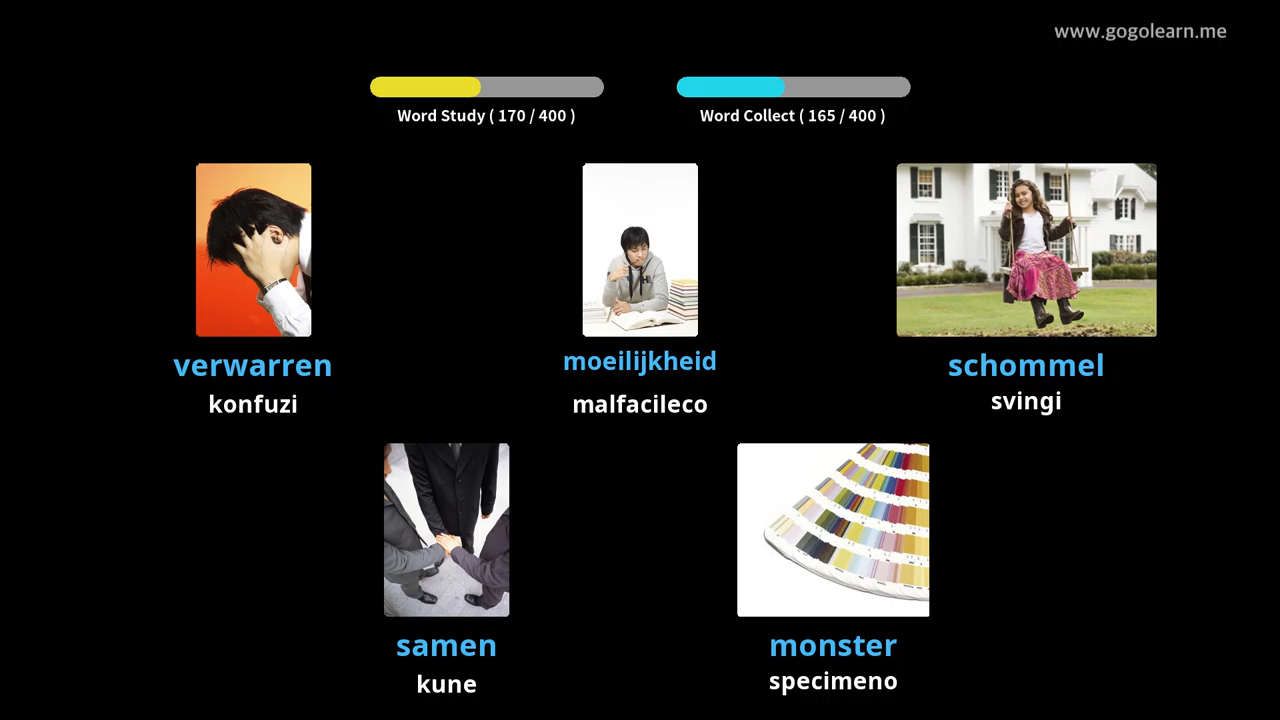 www.gogolearn.me
Word Study ( 170 / 400 )
Word Collect ( 165 / 400 )
verwarren
konfuzi
moeilijkheid
malfacileco
schommel
svingi
samen
kune
monster
specimeno